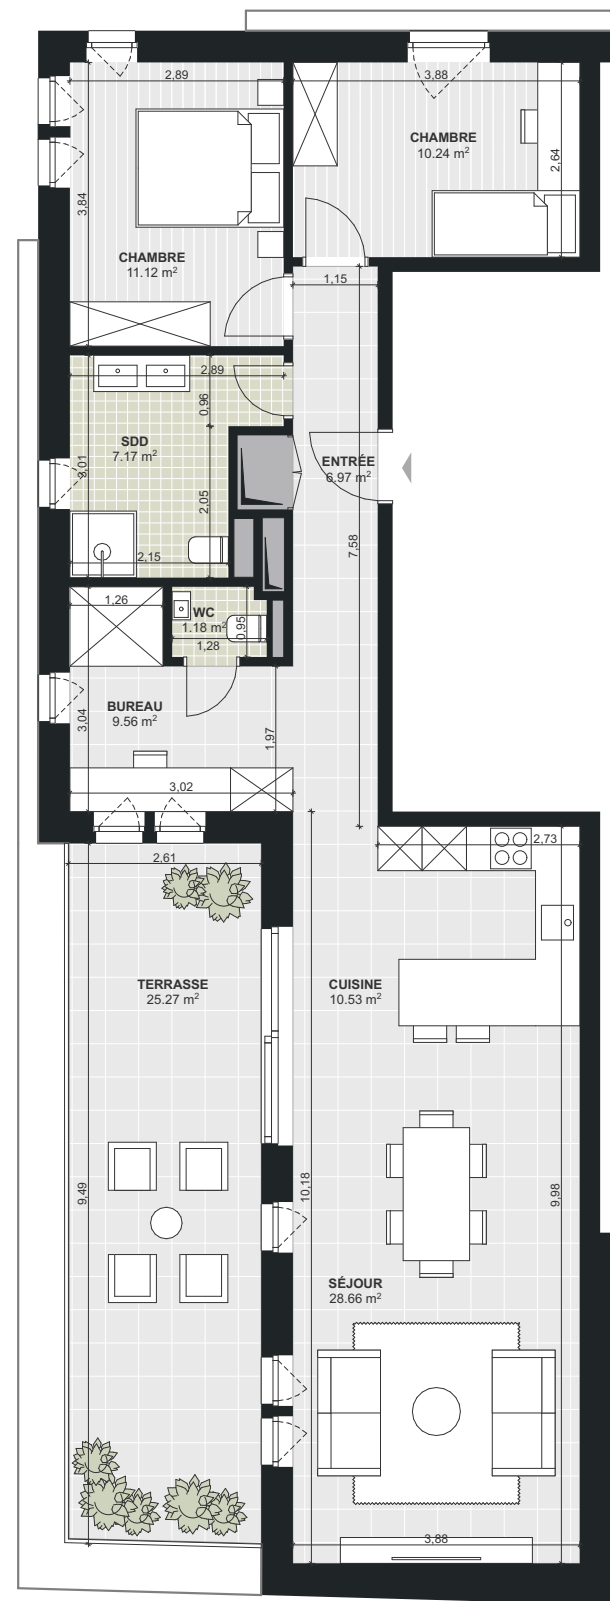 2,89
3,88
CHAMBRE
10.24 m²
2,64
3,84
CHAMBRE
11.12 m²
1,15
2,89
0,96
SDD
7.17 m²
3,01
ENTRÉE
6.97 m²
2,05
7,58
2,15
1,26
WC
1.18 m²
0,95
1,28
BUREAU
9.56 m²
3,04
1,97
3,02
2,61
2,73
TERRASSE
25.27 m²
CUISINE
10.53 m²
9,49
10,18
9,98
SÉJOUR
28.66 m²
3,88